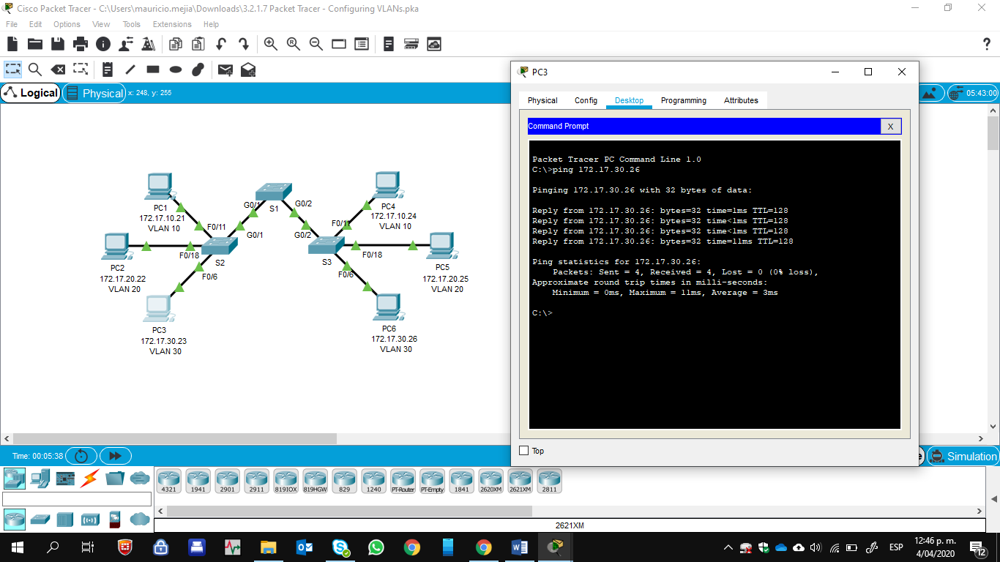 Cisco Packet Tracer - C:\Users\mauricio.mejia\Downloads\3.2.1.7 Packet Tracer - Configuring VLANs.pka
File Edit Options View Tools Extensions Help
Logical Physical x: 248, y: 255
05:43:00
PC1
172.17.10.21
VLAN 10
F0/11
G0/1
S1
G0/2
G0/1
G0/2
PC4
172.17.10.24
VLAN 10
F0/11
PC2
172.17.20.22
VLAN 20
F0/18
S2
F0/6
S3
F0/18
F0/6
PC5
172.17.20.25
VLAN 20
PC3
172.17.30.23
VLAN 30
PC6
172.17.30.26
VLAN 30
PC3
Physical Config Desktop Programming Attributes
Command Prompt X
Packet Tracer PC Command Line 1.0
C:\>ping 172.17.30.26
Pinging 172.17.30.26 with 32 bytes of data:
Reply from 172.17.30.26: bytes=32 time=1ms TTL=128
Reply from 172.17.30.26: bytes=32 time<1ms TTL=128
Reply from 172.17.30.26: bytes=32 time<1ms TTL=128
Reply from 172.17.30.26: bytes=32 time=11ms TTL=128
Ping statistics for 172.17.30.26:
Packets: Sent = 4, Received = 4, Lost = 0 (0% loss),
Approximate round trip times in milli-seconds:
Minimum = 0ms, Maximum = 11ms, Average = 3ms
C:\>
Top
Time: 00:05:38
e Simulation
4321 1941 2901 2911 819IOX 819HGW 829 1240 PT-Router PT-Empty 1841 2620XM 2621XM 2811
2621XM
ESP
12:46 p. m.
4/04/2020
12